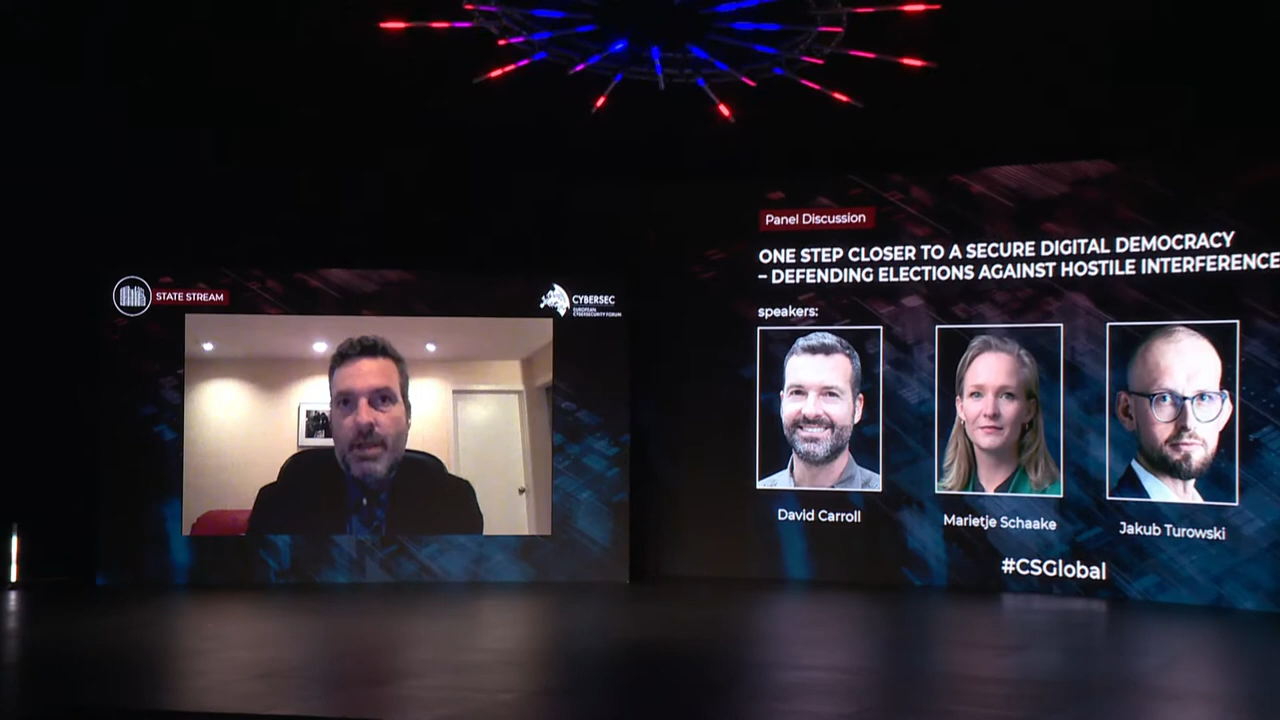 STATE STREAM
CYBERSEC
EUROPEAN
CYBERSECURITY FORUM
Panel Discussion
ONE STEP CLOSER TO A SECURE DIGITAL DEMOCRACY
– DEFENDING ELECTIONS AGAINST HOSTILE INTERFERENCE
speakers:
David Carroll
Marietje Schaake
Jakub Turowski
#CSGlobal